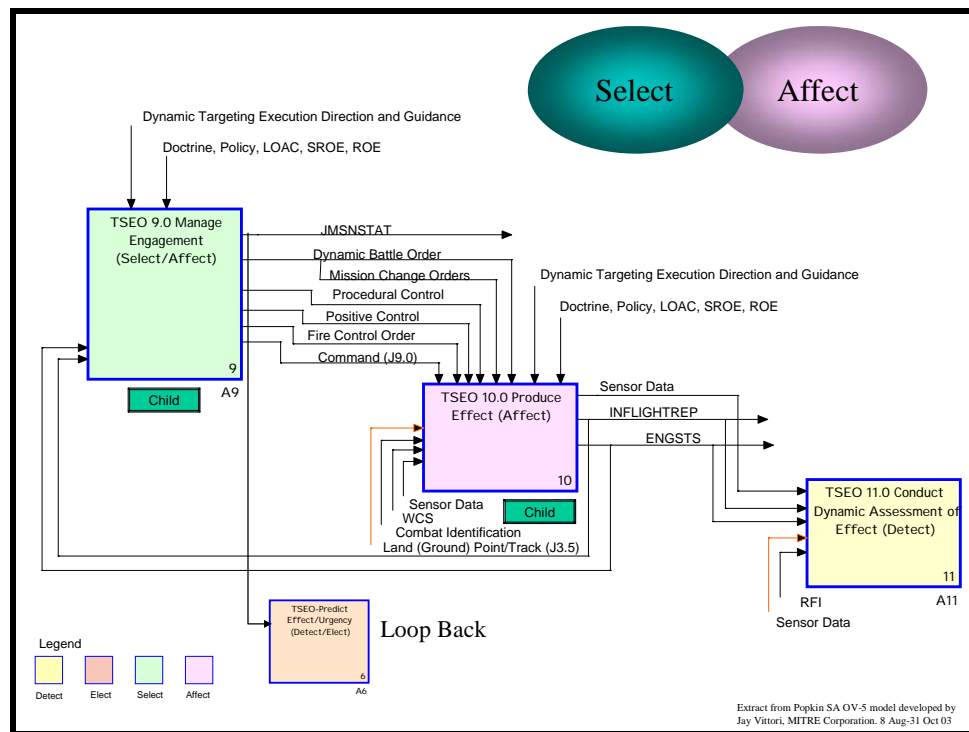 Select
Affect
Dynamic Targeting Execution Direction and Guidance
Doctrine, Policy, LOAC, SROE, ROE
TSEO 9.0 Manage
Engagement
(Select/Affect)
9
A9
Child
JMSNSTAT
Dynamic Battle Order
Mission Change Orders
Procedural Control
Positive Control
Fire Control Order
Command (J9.0)
Dynamic Targeting Execution Direction and Guidance
Doctrine, Policy, LOAC, SROE, ROE
TSEO 10.0 Produce
Effect (Affect)
10
Child
Sensor Data
INFLIGHTREP
ENGSTS
Sensor Data
WCS
Combat Identification
Land (Ground) Point/Track (J3.5)
TSEO 11.0 Conduct
Dynamic Assessment of
Effect (Detect)
11
A11
RFI
Sensor Data
TSEO-Predict
Effect/Urgency
(Detect/Elect)
6
A6
Loop Back
Legend
Detect
Elect
Select
Affect
Extract from Popkin SA OV-5 model developed by
Jay Vittori, MITRE Corporation. 8 Aug-31 Oct 03